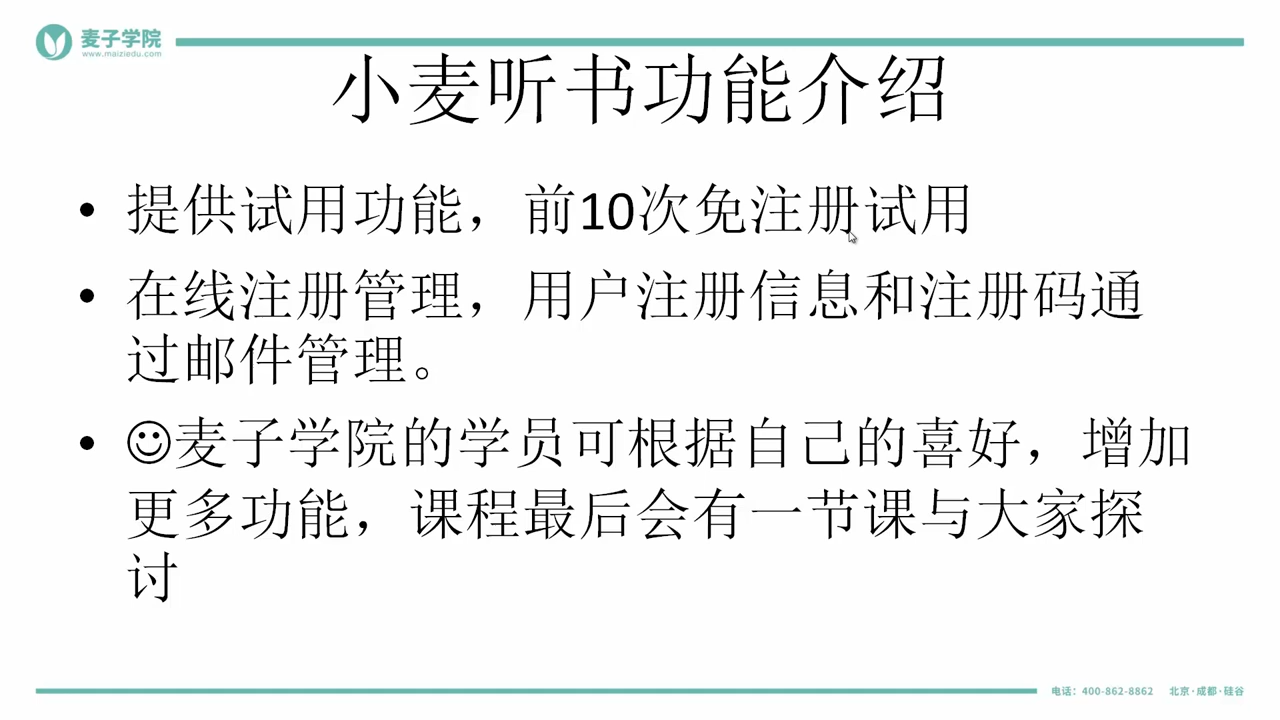 麦子学院
www.maiziedu.com
小麦听书功能介绍
• 提供试用功能，前10次免注册试用
• 在线注册管理，用户注册信息和注册码通
过邮件管理。
• ☺麦子学院的学员可根据自己的喜好，增加
更多功能，课程最后会有一节课与大家探
讨
电话：400-862-8862 北京·成都·硅谷